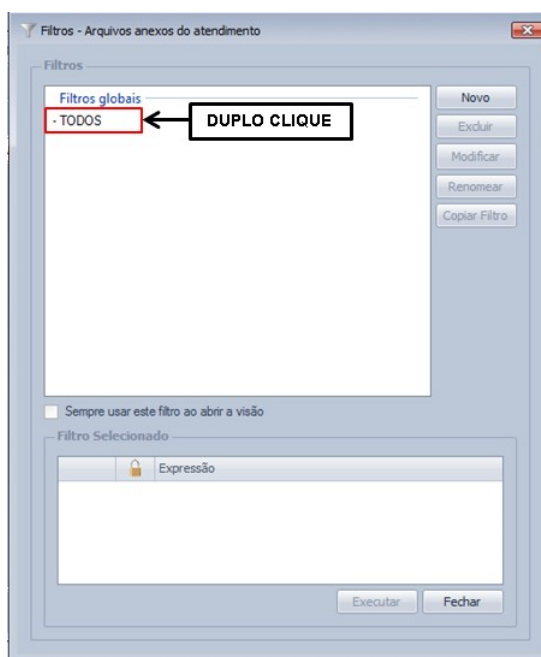 Filtros - Arquivos anexos do atendimento
Filtros
Filtros globais
- TODOS
DUPLO CLIQUE
Novo
Excluir
Modificar
Renomear
Copiar Filtro
Sempre usar este filtro ao abrir a visão
Filtro Selecionado
Expressão
Executar
Fechar